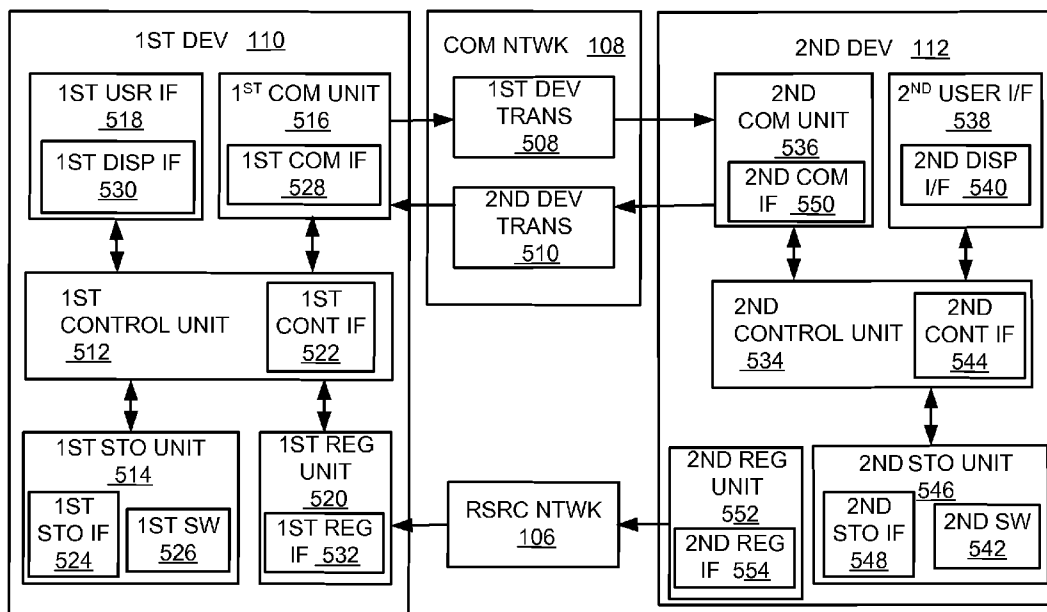 1ST DEV 110
1ST USR IF
518
1ST DISP IF
530
1ST COM UNIT
516
1ST COM IF
528
1ST
CONTROL UNIT
512
1ST
CONT IF
522
1ST STO UNIT
514
1ST
STO IF
524
1ST SW
526
1ST REG
UNIT
520
1ST REG
IF 532
COM NTWK 108
1ST DEV
TRANS
508
2ND DEV
TRANS
510
RSRC NTWK
106
2ND DEV 112
2ND
COM UNIT
536
2ND COM
IF 550
2ND USER I/F
538
2ND DISP
I/F 540
2ND
CONTROL UNIT
534
2ND
CONT IF
544
2ND REG
UNIT
552
2ND REG
IF 554
2ND STO UNIT
546
2ND
STO IF
548
2ND SW
542